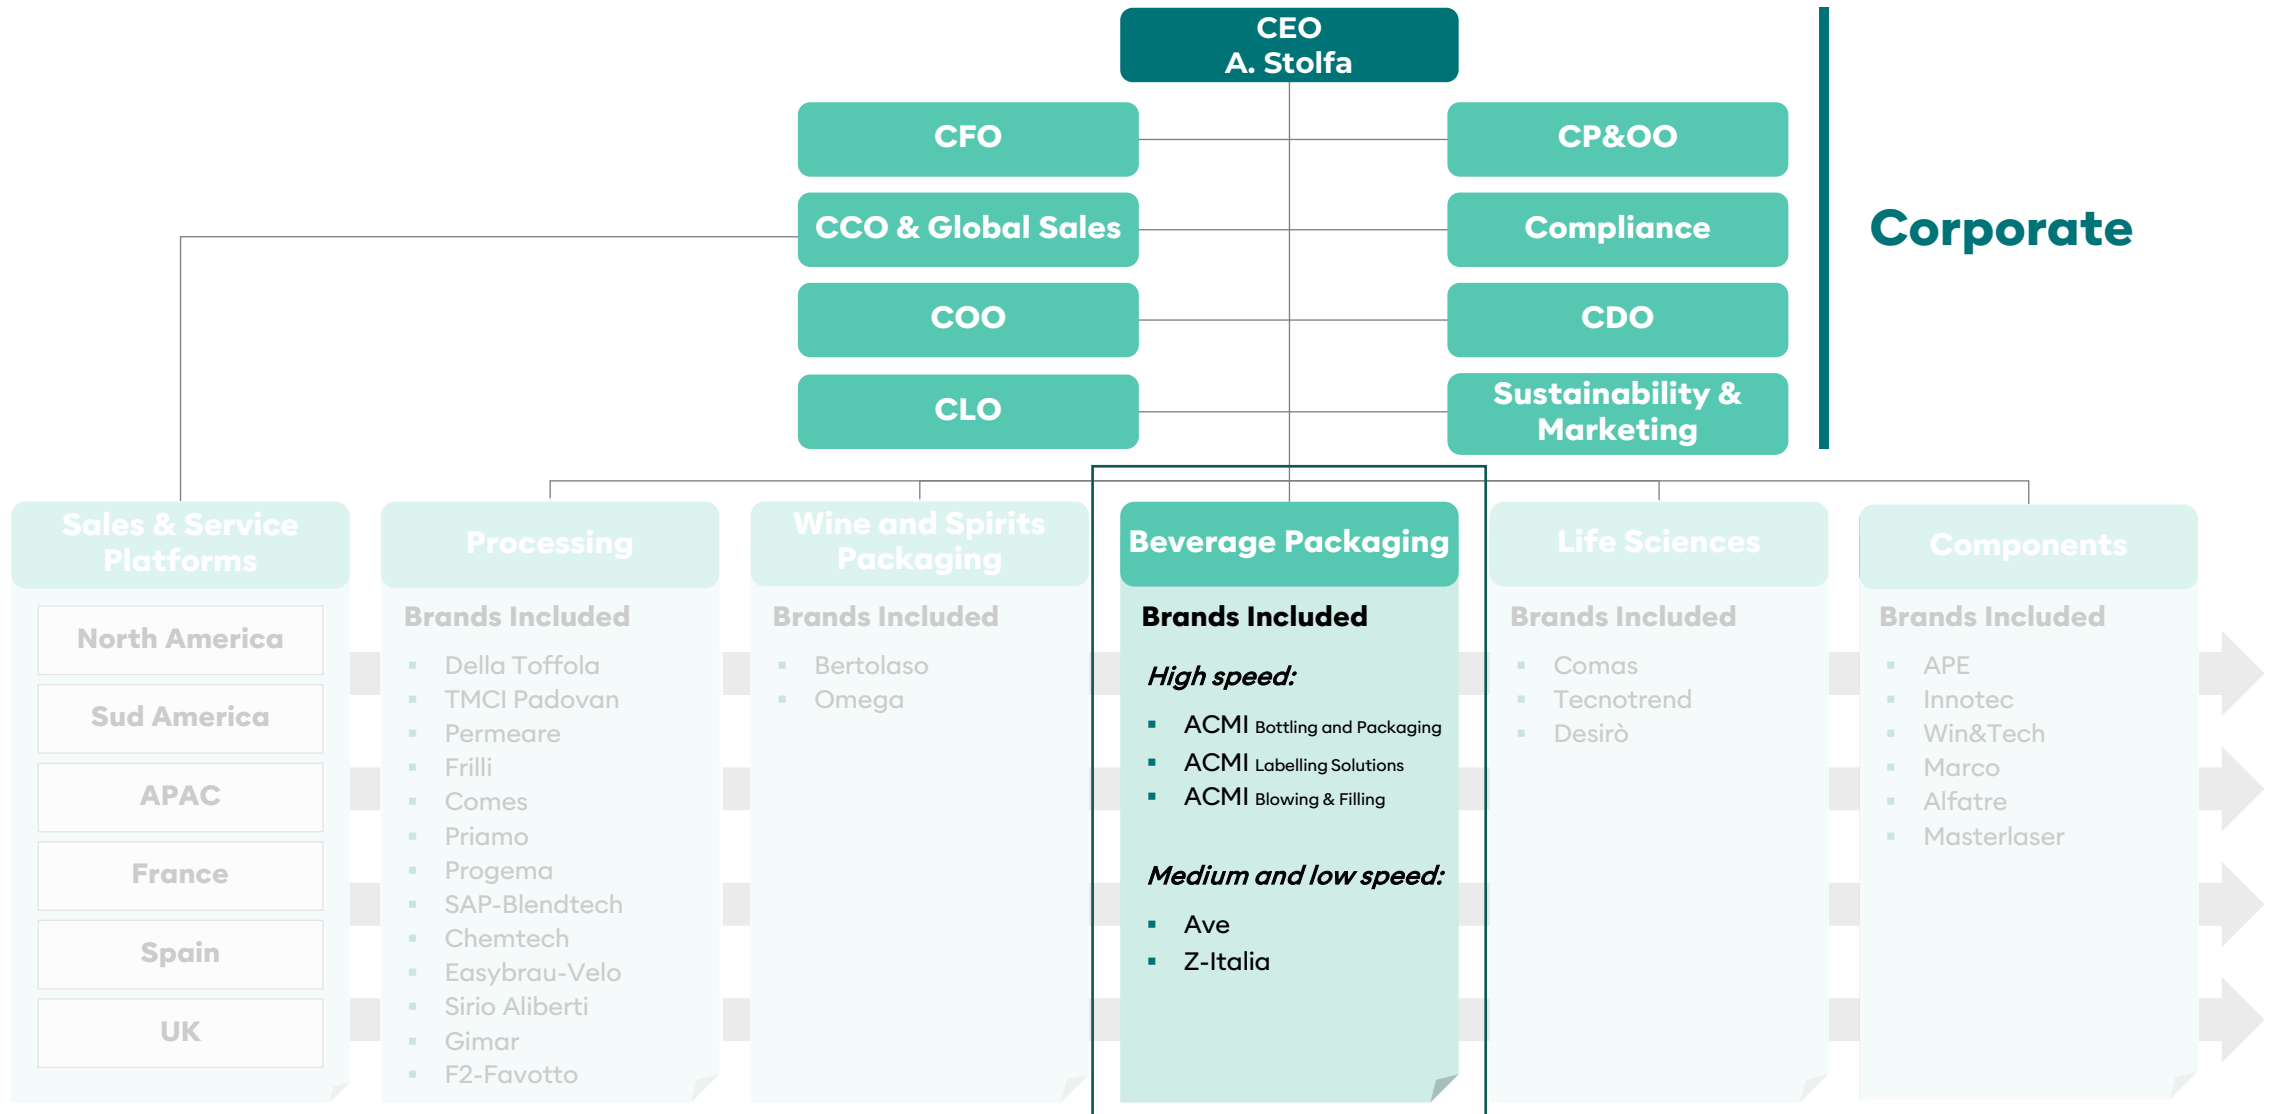 CEO
A. Stolfa
CFO
CP&OO
CCO & Global Sales
Compliance
Corporate
COO
CDO
CLO
Sustainability &
Marketing
Sales & Service
Platforms
North America
Sud America
APAC
France
Spain
UK
Processing
Brands Included
▪ Della Toffola
▪ TMCI Padovan
▪ Permeare
▪ Frilli
▪ Comes
▪ Priamo
▪ Progema
▪ SAP-Blendtech
▪ Chemtech
▪ Easybrau-Velo
▪ Sirio Aliberti
▪ Gimar
▪ F2-Favotto
Wine and Spirits
Packaging
Brands Included
▪ Bertolaso
▪ Omega
Beverage Packaging
Brands Included
High speed:
▪ ACMI Bottling and Packaging
▪ ACMI Labelling Solutions
▪ ACMI Blowing & Filling
Medium and low speed:
▪ Ave
▪ Z-Italia
Life Sciences
Brands Included
▪ Comas
▪ Tecnotrend
▪ Desirò
Components
Brands Included
▪ APE
▪ Innotec
▪ Win&Tech
▪ Marco
▪ Alfatre
▪ Masterlaser